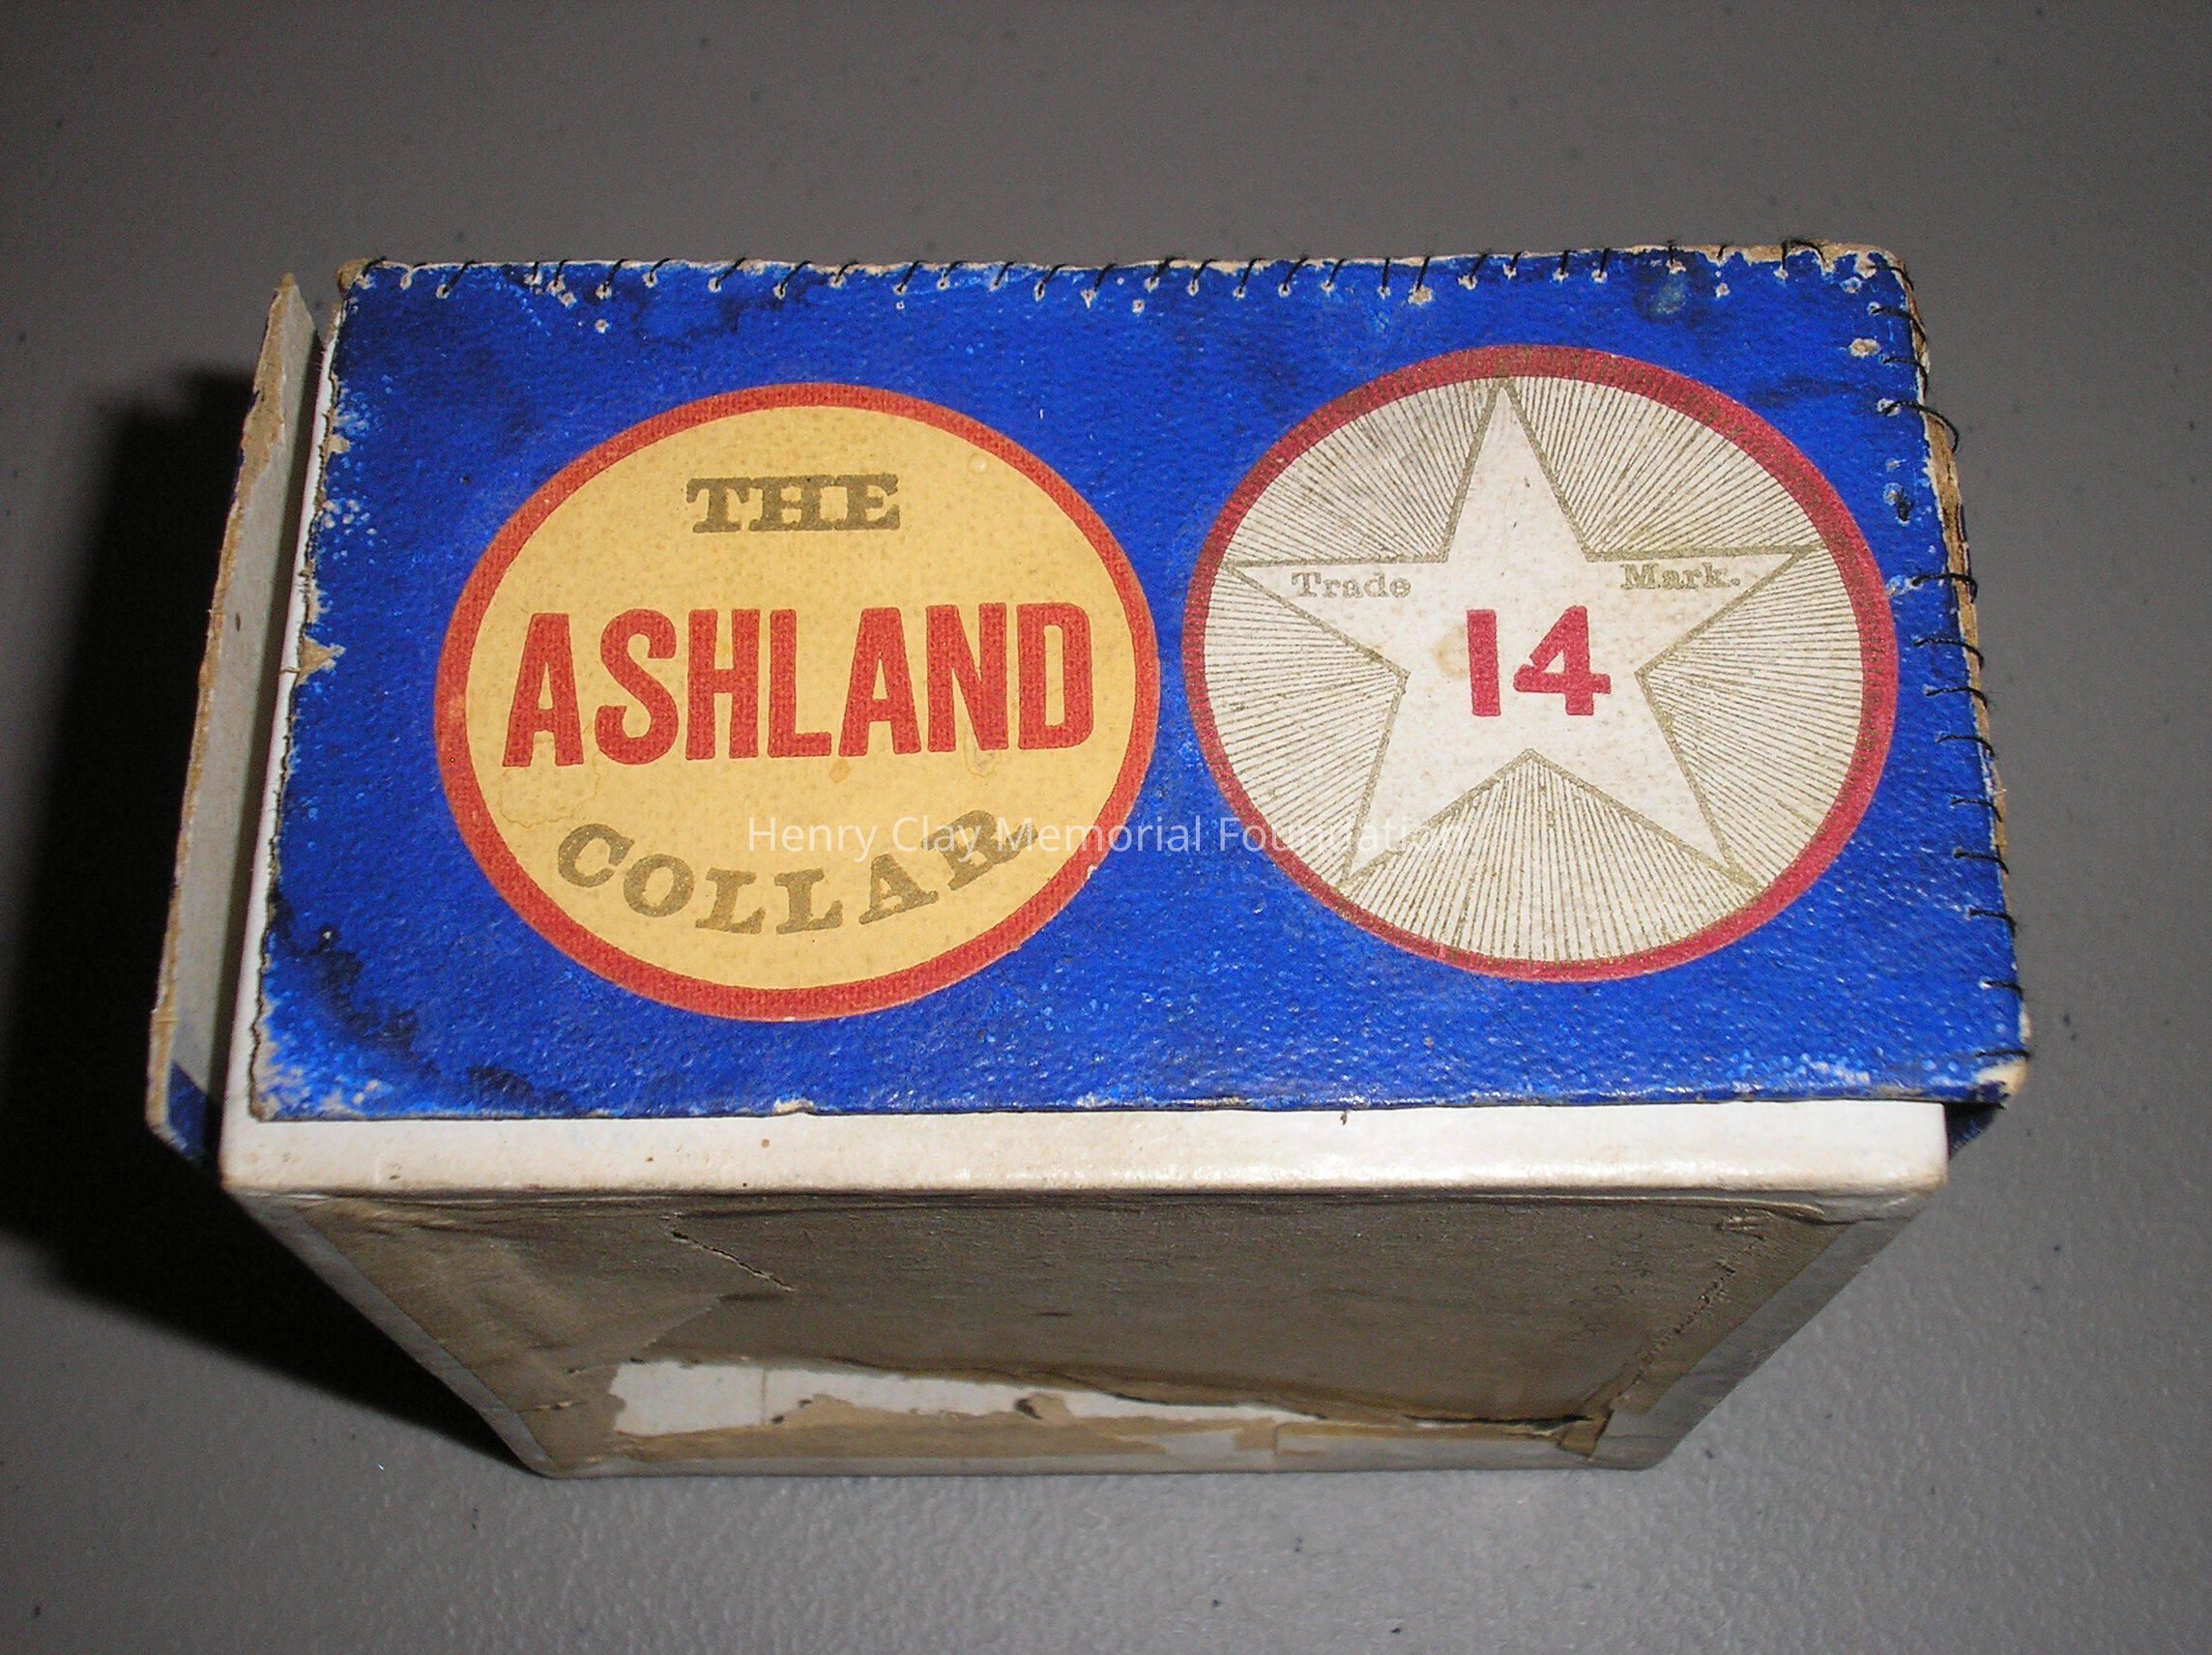 THE
ASHLAND
COLLAR
Trade Mark.
14
Henry Clay Memorial Foundation